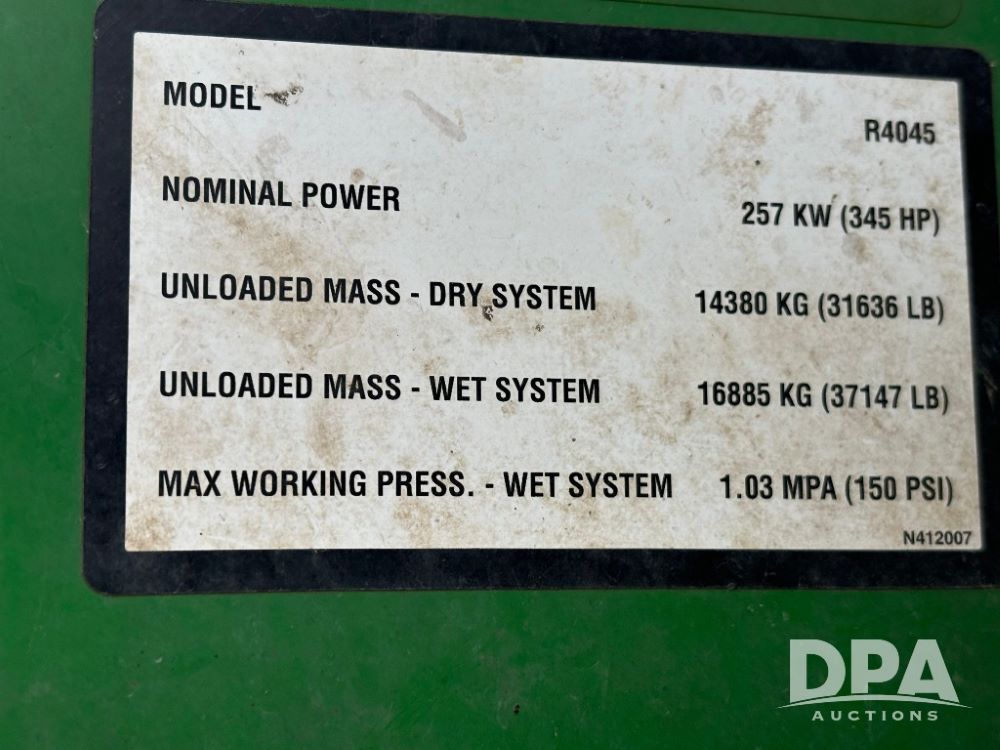 MODEL R4045
NOMINAL POWER 257 KW (345 HP)
UNLOADED MASS - DRY SYSTEM 14380 KG (31636 LB)
UNLOADED MASS - WET SYSTEM 16885 KG (37147 LB)
MAX WORKING PRESS. - WET SYSTEM 1.03 MPA (150 PSI)
N412007
DPA
AUCTIONS